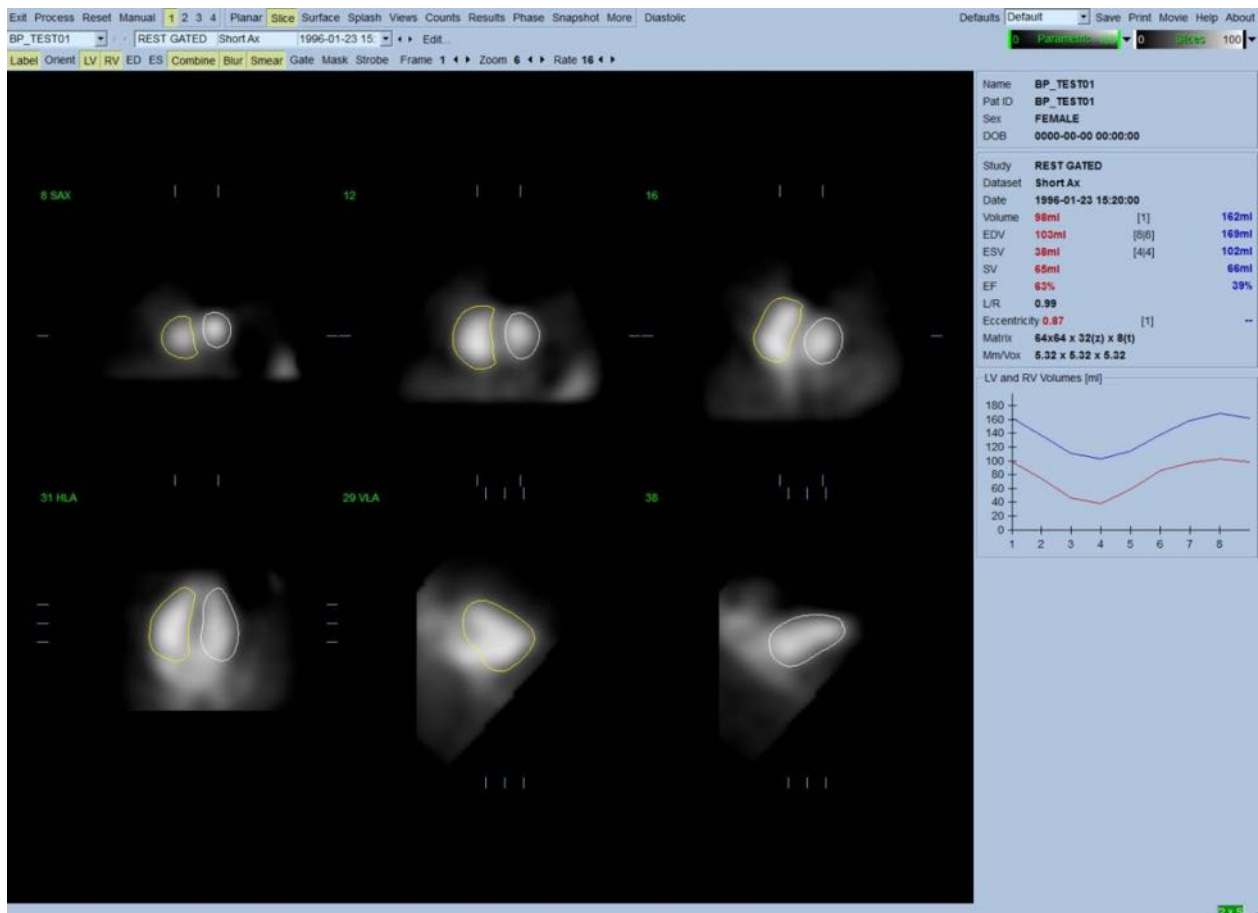 Exit Process Reset Manual 1 2 3 4 Planar Slice Surface Splash Views Counts Results Phase Snapshot More Diastolic Defaults Default Save Print Movie Help About
BP_TEST01 REST GATED Short Ax 1996-01-23 15: Edit... 0 Parametric 0 Slices 100
Label Orient LV RV ED ES Combine Blur Smear Gate Mask Strobe Frame 1 Zoom 6 Rate 16
Name BP_TEST01
Pat ID BP_TEST01
Sex FEMALE
DOB 0000-00-00 00:00:00
Study REST GATED
Dataset Short Ax
Date 1996-01-23 15:20:00
Volume 98ml [1] 162ml
EDV 103ml [8|8] 169ml
ESV 38ml [4|4] 102ml
SV 65ml 66ml
EF 63% 39%
L/R 0.99
Eccentricity 0.87 [1] --
Matrix 64x64 x 32(z) x 8(t)
Mm/Vox 5.32 x 5.32 x 5.32
LV and RV Volumes [ml]
180
160
140
120
100
80
60
40
20
0
1 2 3 4 5 6 7 8
8 SAX 12 16
31 HLA 29 VLA 38